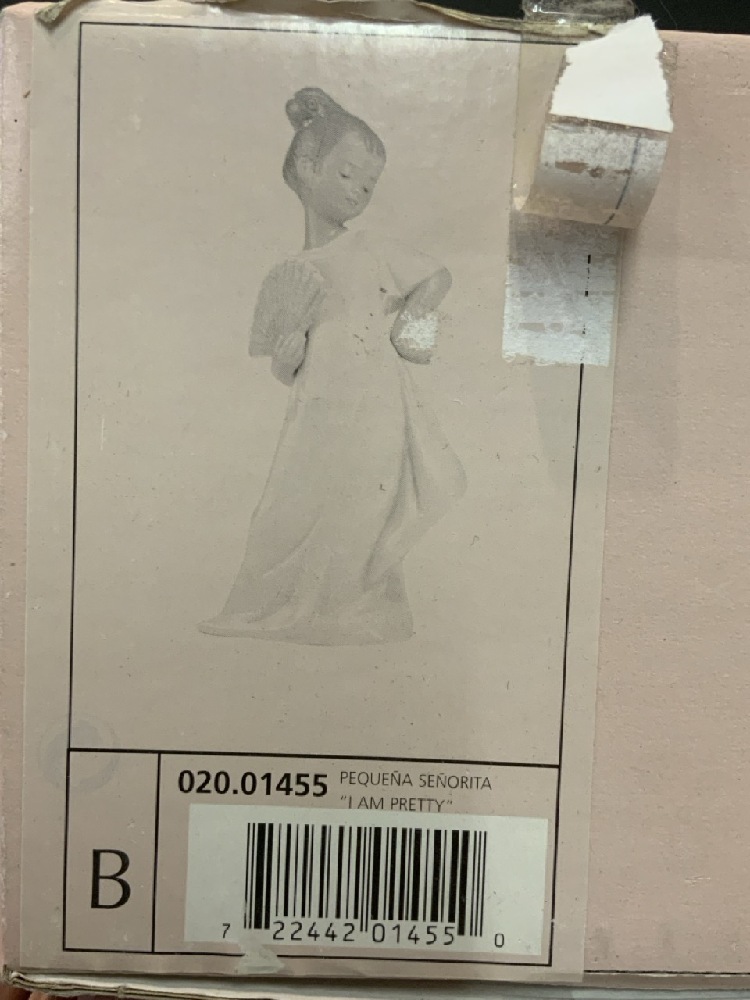 020.01455 PEQUEÑA SEÑORITA
"I AM PRETTY"
B
7 22442 01455 0